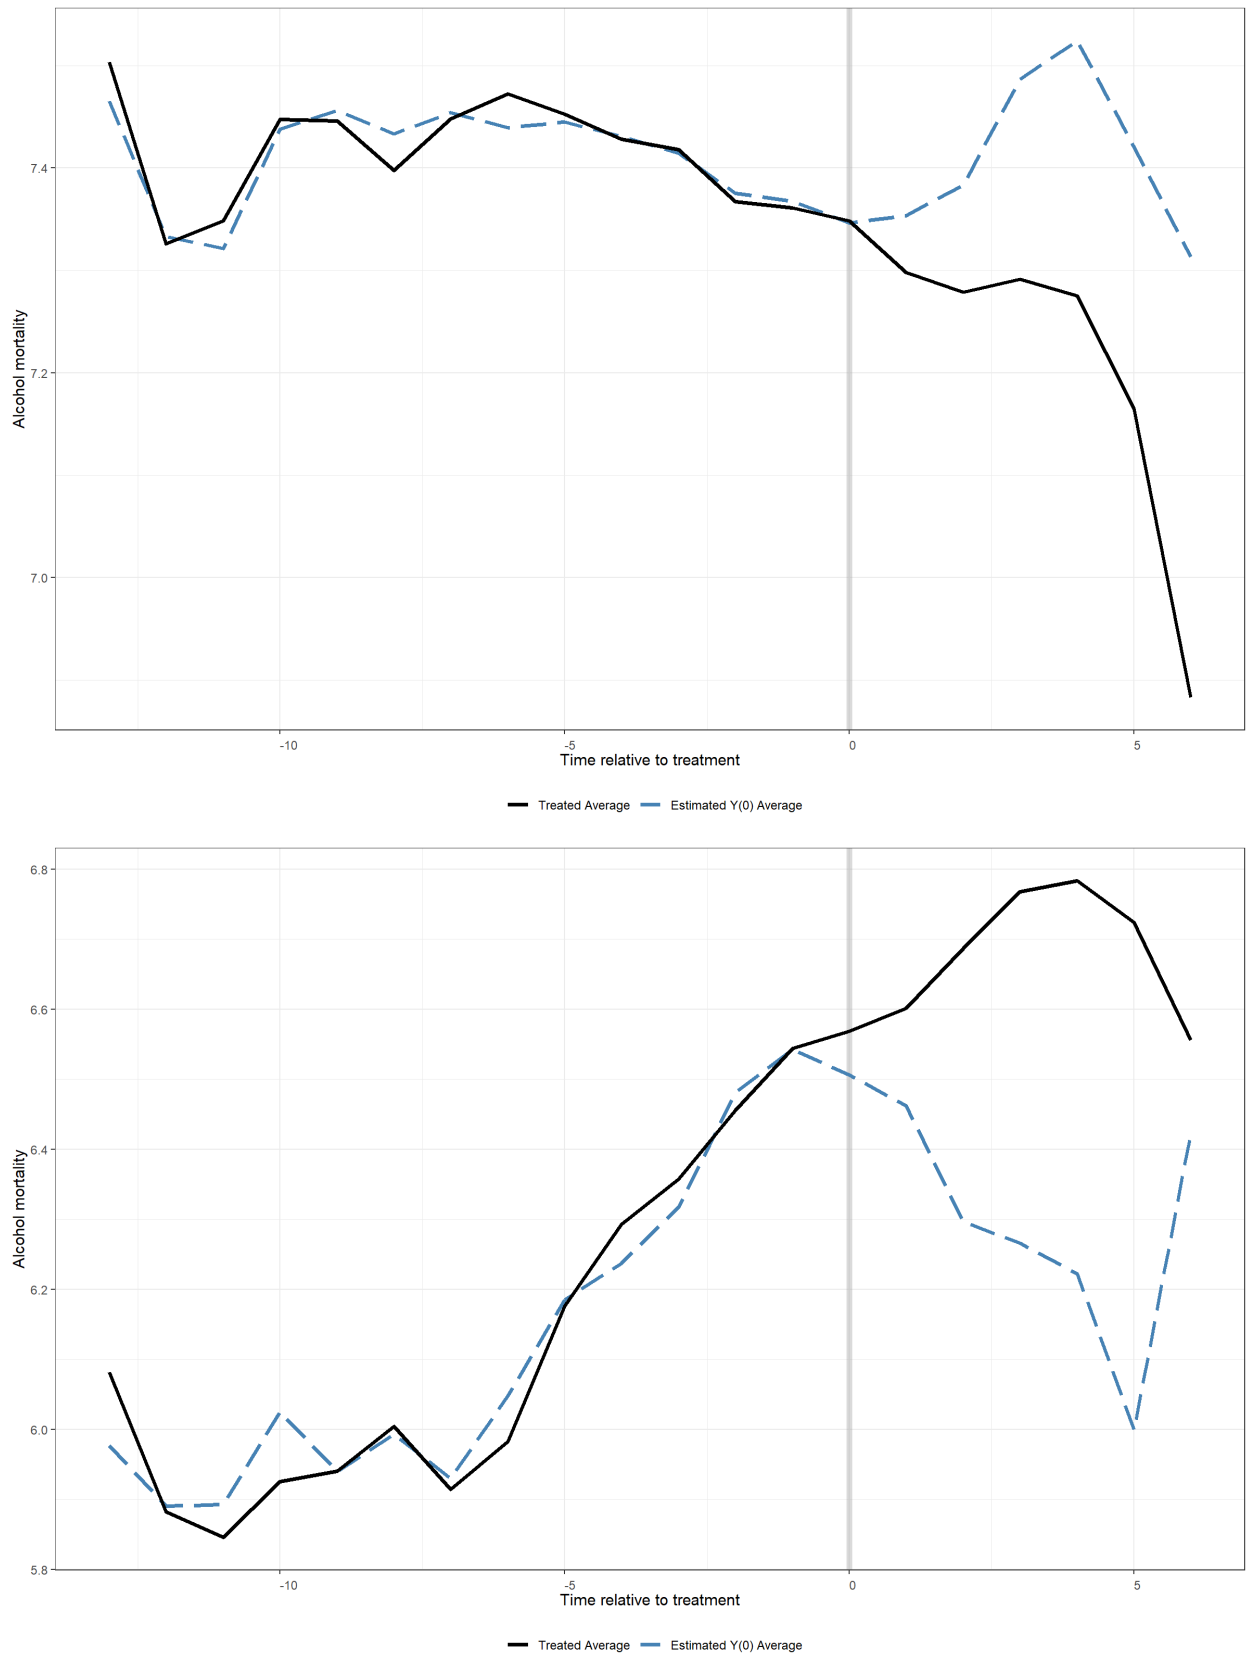 7.4
7.2
7.0
Alcohol mortality
-10 -5 0 5
Time relative to treatment
Treated Average Estimated Y(0) Average
6.8
6.6
6.4
6.2
6.0
5.8
Alcohol mortality
-10 -5 0 5
Time relative to treatment
Treated Average Estimated Y(0) Average